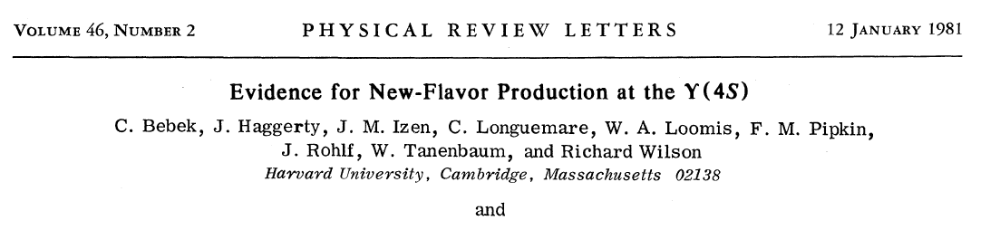 VOLUME 46, NUMBER 2 PHYSICAL REVIEW LETTERS 12 JANUARY 1981
Evidence for New-Flavor Production at the Υ(4S)
C. Bebek, J. Haggerty, J. M. Izen, C. Longuemare, W. A. Loomis, F. M. Pipkin,
J. Rohlf, W. Tanenbaum, and Richard Wilson
Harvard University, Cambridge, Massachusetts 02138
and